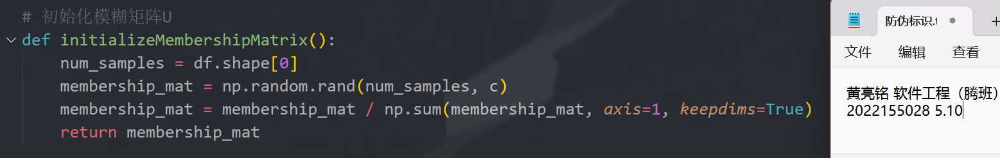 # 初始化模糊矩阵U
def initializeMembershipMatrix():
num_samples = df.shape[0]
membership_mat = np.random.rand(num_samples, c)
membership_mat = membership_mat / np.sum(membership_mat, axis=1, keepdims=True)
return membership_mat
防伪标识.t
文件 编辑 查看
黄亮铭 软件工程（腾班）
2022155028 5.10